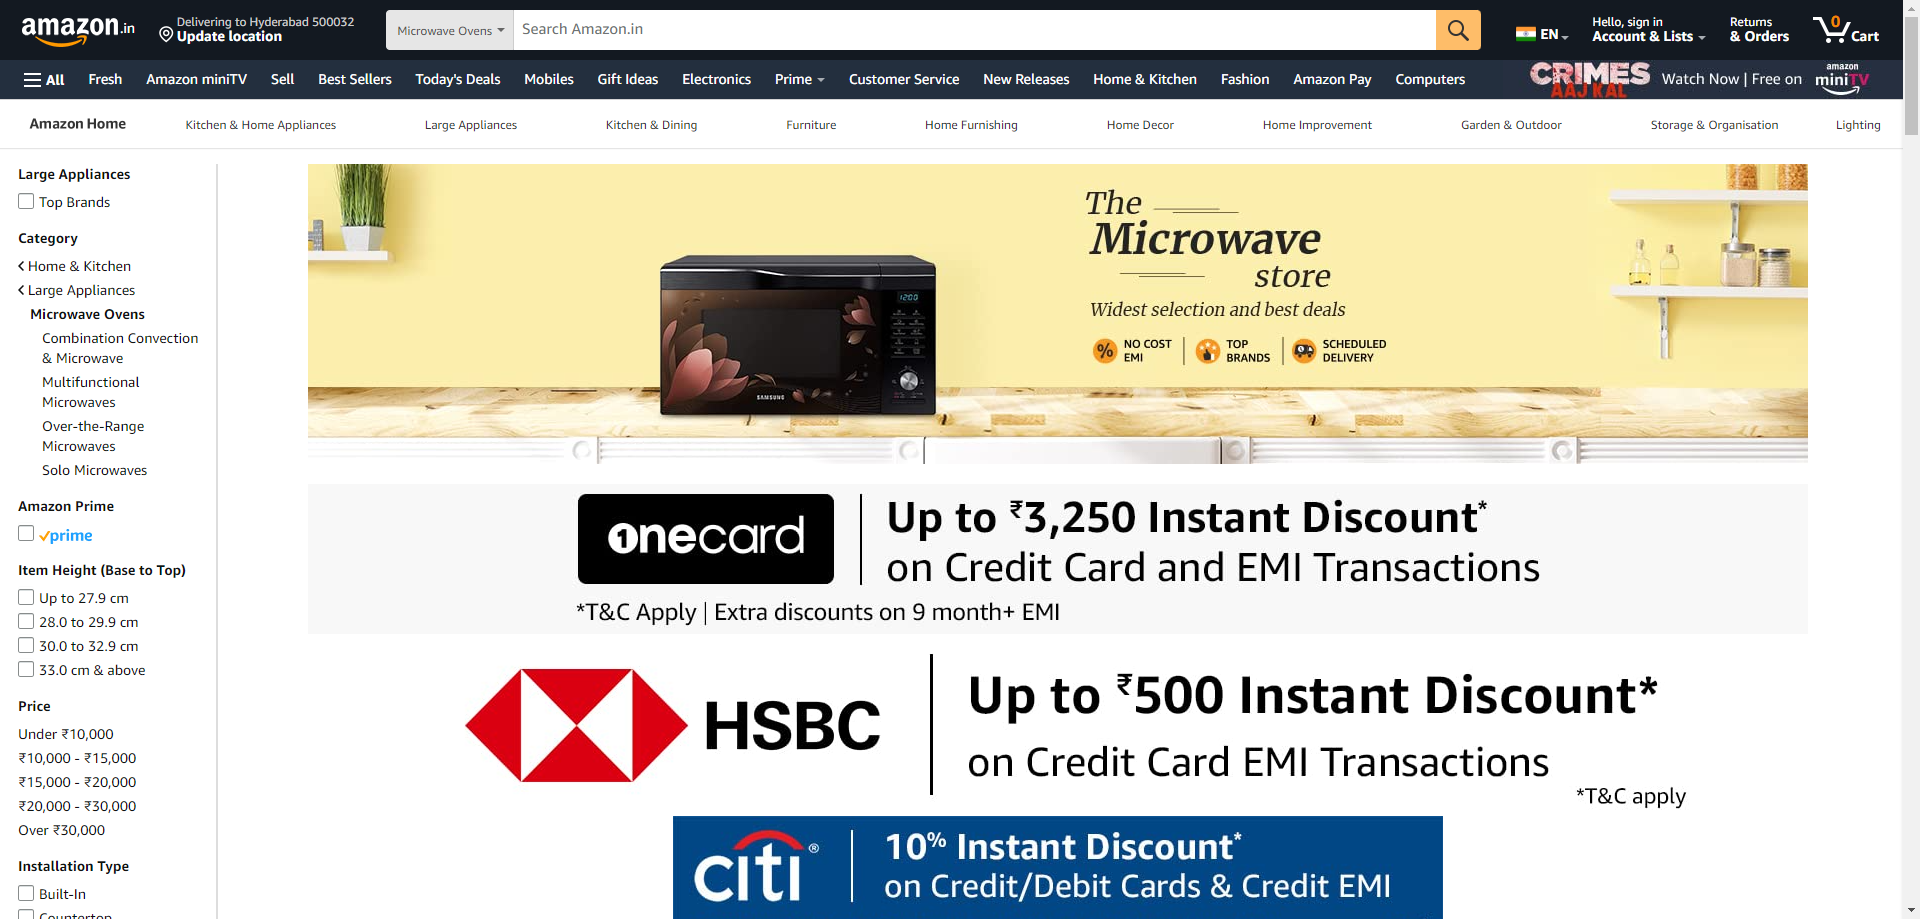 amazon.in
Delivering to Hyderabad 500032
Update location
Microwave Ovens
Search Amazon.in
EN
Hello, sign in
Account & Lists
Returns
& Orders
0
Cart
All
Fresh
Amazon miniTV
Sell
Best Sellers
Today's Deals
Mobiles
Gift Ideas
Electronics
Prime
Customer Service
New Releases
Home & Kitchen
Fashion
Amazon Pay
Computers
CRIMES
AAJ KAL
Watch Now | Free on
amazon
miniTV
Amazon Home
Kitchen & Home Appliances
Large Appliances
Kitchen & Dining
Furniture
Home Furnishing
Home Decor
Home Improvement
Garden & Outdoor
Storage & Organisation
Lighting
Large Appliances
Top Brands
Category
Home & Kitchen
Large Appliances
Microwave Ovens
Combination Convection
& Microwave
Multifunctional
Microwaves
Over-the-Range
Microwaves
Solo Microwaves
Amazon Prime
prime
Item Height (Base to Top)
Up to 27.9 cm
28.0 to 29.9 cm
30.0 to 32.9 cm
33.0 cm & above
Price
Under ₹10,000
₹10,000 - ₹15,000
₹15,000 - ₹20,000
₹20,000 - ₹30,000
Over ₹30,000
Installation Type
Built-In
Countertop
The
Microwave
store
Widest selection and best deals
% NO COST
EMI
TOP
BRANDS
SCHEDULED
DELIVERY
12:00
SAMSUNG
1necard
Up to ₹3,250 Instant Discount*
on Credit Card and EMI Transactions
*T&C Apply | Extra discounts on 9 month+ EMI
HSBC
Up to ₹500 Instant Discount*
on Credit Card EMI Transactions
*T&C apply
citi®
10% Instant Discount*
on Credit/Debit Cards & Credit EMI